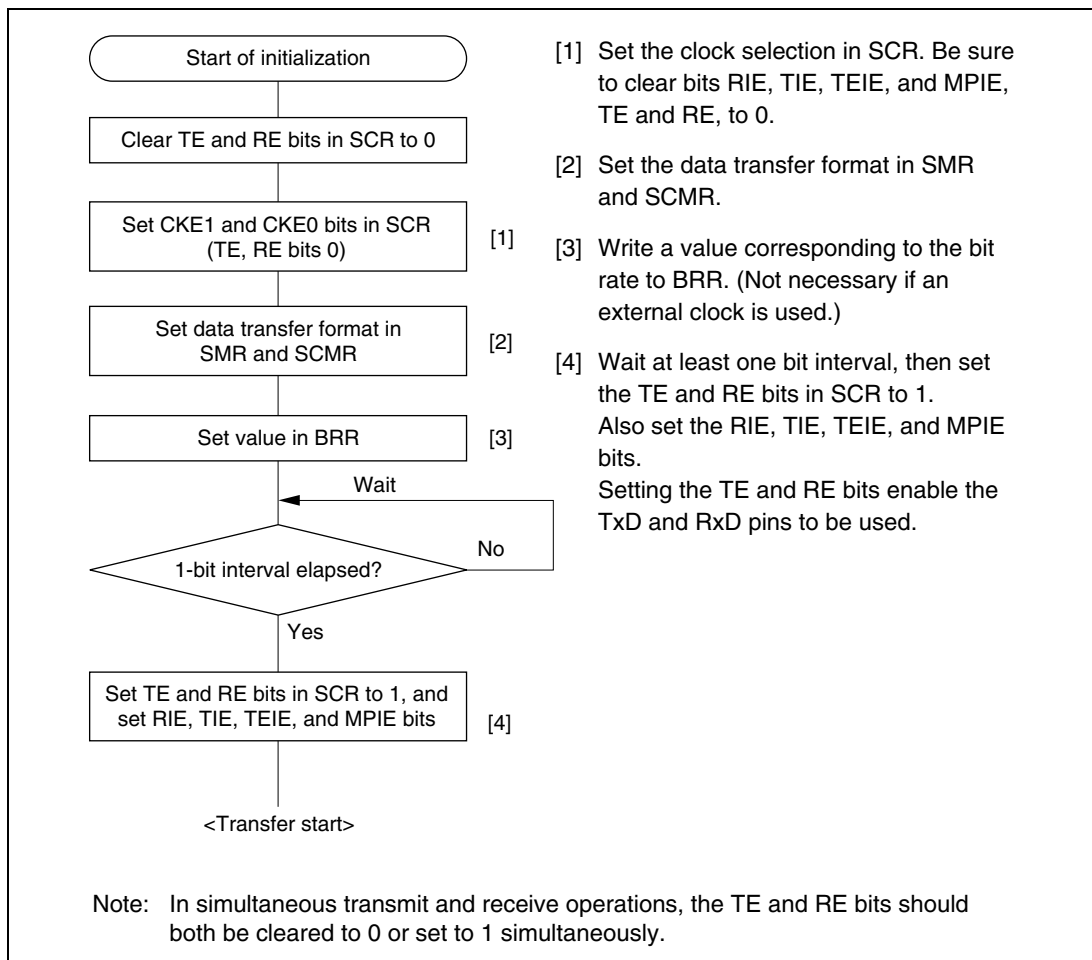 Start of initialization
Clear TE and RE bits in SCR to 0
Set CKE1 and CKE0 bits in SCR
(TE, RE bits 0)
[1]
Set data transfer format in
SMR and SCMR
[2]
Set value in BRR
[3]
Wait
No
1-bit interval elapsed?
Yes
Set TE and RE bits in SCR to 1, and
set RIE, TIE, TEIE, and MPIE bits
[4]
<Transfer start>
[1] Set the clock selection in SCR. Be sure
to clear bits RIE, TIE, TEIE, and MPIE,
TE and RE, to 0.
[2] Set the data transfer format in SMR
and SCMR.
[3] Write a value corresponding to the bit
rate to BRR. (Not necessary if an
external clock is used.)
[4] Wait at least one bit interval, then set
the TE and RE bits in SCR to 1.
Also set the RIE, TIE, TEIE, and MPIE
bits.
Setting the TE and RE bits enable the
TxD and RxD pins to be used.
Note: In simultaneous transmit and receive operations, the TE and RE bits should
both be cleared to 0 or set to 1 simultaneously.